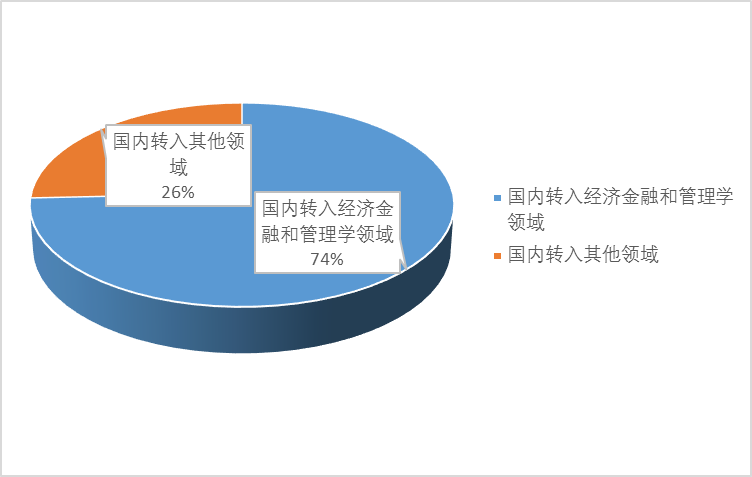 国内转入其他领
域
26%
国内转入经济金
融和管理学领域
74%
国内转入经济金融和管理学
领域
国内转入其他领域